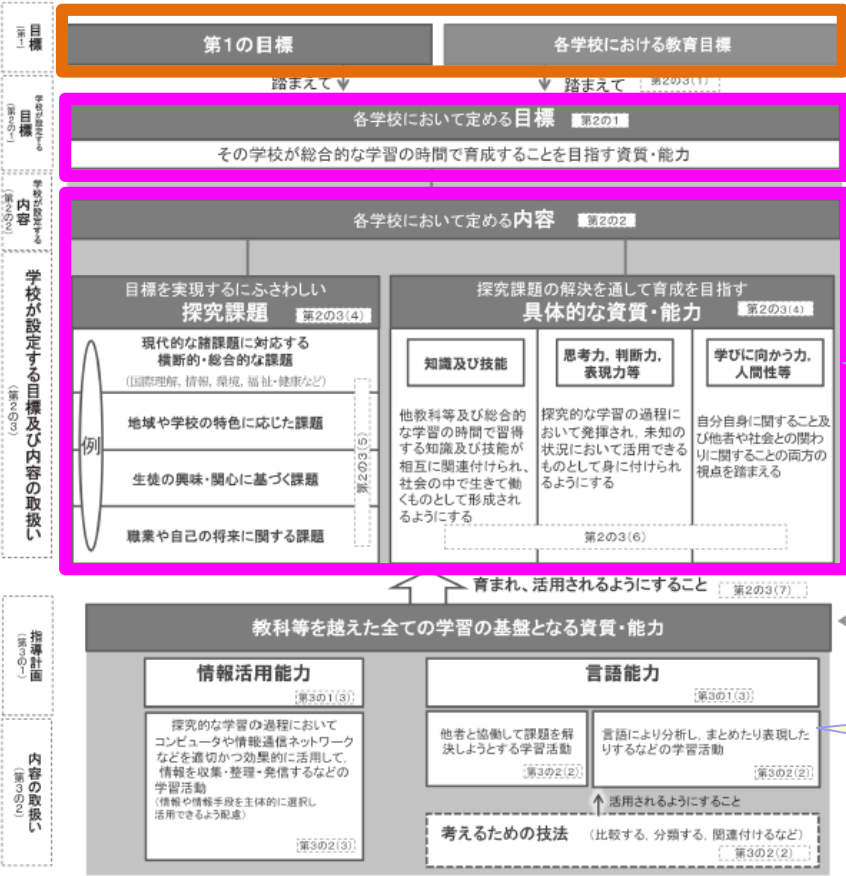 目標
(第1)
第1の目標
各学校における教育目標
踏まえて
踏まえて
第2の3(1)
学校が設定する
目標
(第2の1)
各学校において定める目標 第2の1
その学校が総合的な学習の時間で育成することを目指す資質・能力
学校が設定する
内容
(第2の2)
各学校において定める内容 第2の2
学校が設定する目標及び内容の取扱い
(第2の3)
目標を実現するにふさわしい
探究課題 第2の3(4)
例
現代的な諸課題に対応する
横断的・総合的な課題
(国際理解, 情報, 環境, 福祉・健康など)
地域や学校の特色に応じた課題
生徒の興味・関心に基づく課題
職業や自己の将来に関する課題
第2の3(5)
探究課題の解決を通して育成を目指す
具体的な資質・能力 第2の3(4)
知識及び技能
他教科等及び総合的
な学習の時間で習得
する知識及び技能が
相互に関連付けられ、
社会の中で生きて働
くものとして形成され
るようにする
思考力, 判断力,
表現力等
探究的な学習の過程に
おいて発揮され, 未知の
状況において活用できる
ものとして身に付けられ
るようにする
学びに向かう力,
人間性等
自分自身に関すること及
び他者や社会との関わ
りに関することの両方の
視点を踏まえる
第2の3(6)
育まれ、活用されるようにすること 第2の3(7)
指導計画
(第3の1)
教科等を越えた全ての学習の基盤となる資質・能力
情報活用能力
第3の1(3)
言語能力
第3の1(3)
内容の取扱い
(第3の2)
探究的な学習の過程において
コンピュータや情報通信ネットワーク
などを適切かつ効果的に活用して,
情報を収集・整理・発信するなどの
学習活動
(情報や情報手段を主体的に選択し
活用できるよう配慮)
第3の2(3)
他者と協働して課題を解
決しようとする学習活動
第3の2(2)
言語により分析し, まとめたり表現した
りするなどの学習活動
第3の2(2)
活用されるようにすること
考えるための技法 (比較する, 分類する, 関連付けるなど)
第3の2(2)